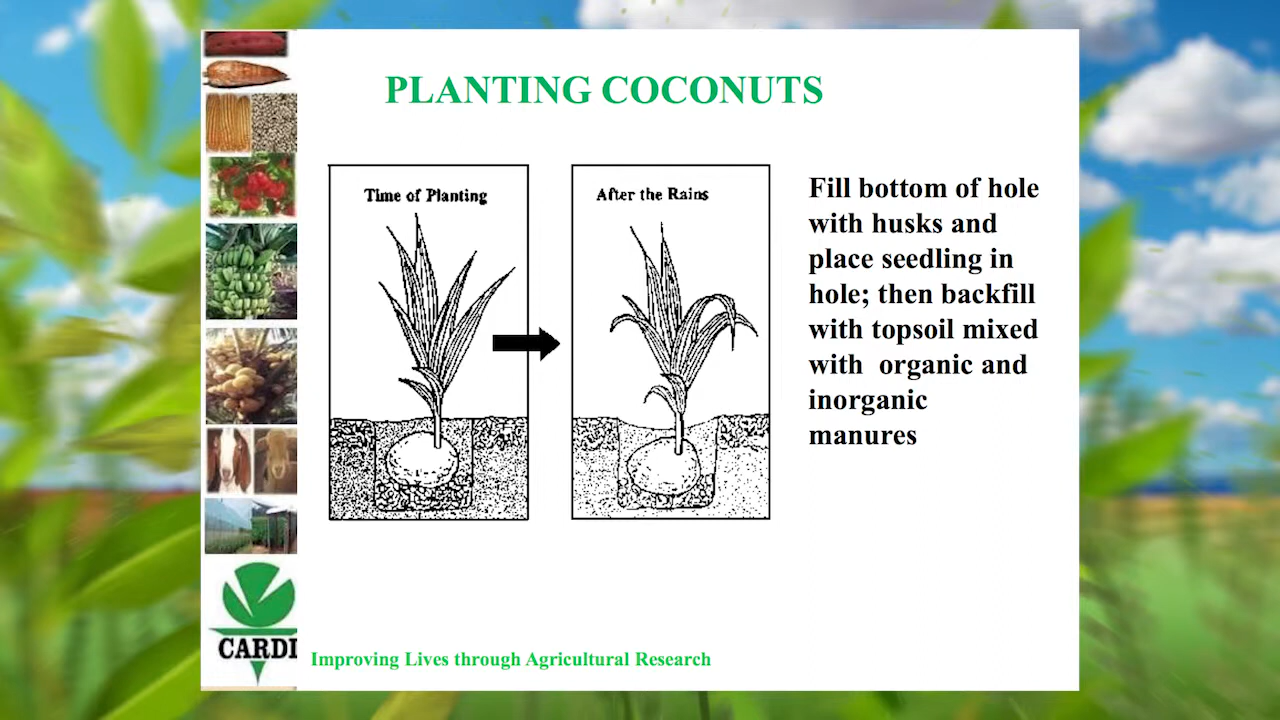 PLANTING COCONUTS
Time of Planting
After the Rains
Fill bottom of hole
with husks and
place seedling in
hole; then backfill
with topsoil mixed
with  organic and
inorganic
manures
CARDI
Improving Lives through Agricultural Research